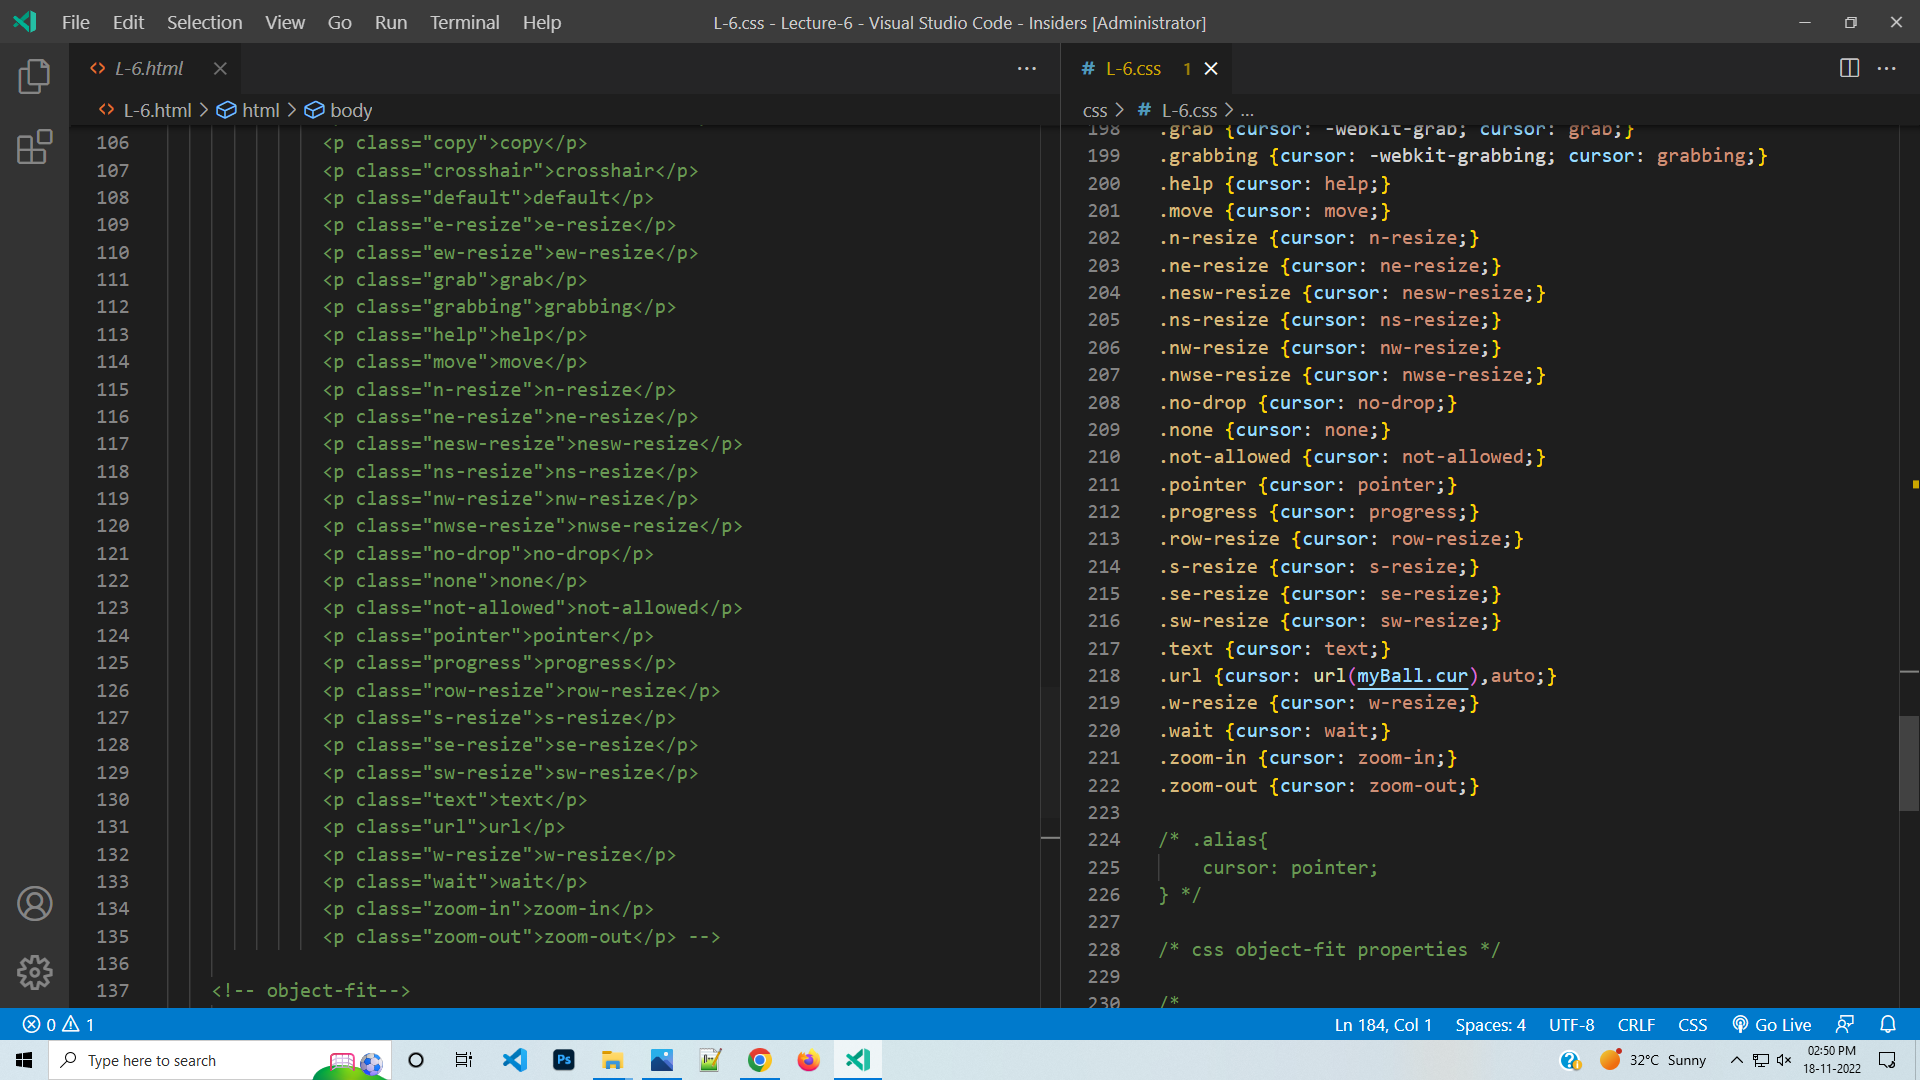 File Edit Selection View Go Run Terminal Help
L-6.css - Lecture-6 - Visual Studio Code - Insiders [Administrator]
L-6.html
L-6.html > html > body
106 <p class="copy">copy</p>
107 <p class="crosshair">crosshair</p>
108 <p class="default">default</p>
109 <p class="e-resize">e-resize</p>
110 <p class="ew-resize">ew-resize</p>
111 <p class="grab">grab</p>
112 <p class="grabbing">grabbing</p>
113 <p class="help">help</p>
114 <p class="move">move</p>
115 <p class="n-resize">n-resize</p>
116 <p class="ne-resize">ne-resize</p>
117 <p class="nesw-resize">nesw-resize</p>
118 <p class="ns-resize">ns-resize</p>
119 <p class="nw-resize">nw-resize</p>
120 <p class="nwse-resize">nwse-resize</p>
121 <p class="no-drop">no-drop</p>
122 <p class="none">none</p>
123 <p class="not-allowed">not-allowed</p>
124 <p class="pointer">pointer</p>
125 <p class="progress">progress</p>
126 <p class="row-resize">row-resize</p>
127 <p class="s-resize">s-resize</p>
128 <p class="se-resize">se-resize</p>
129 <p class="sw-resize">sw-resize</p>
130 <p class="text">text</p>
131 <p class="url">url</p>
132 <p class="w-resize">w-resize</p>
133 <p class="wait">wait</p>
134 <p class="zoom-in">zoom-in</p>
135 <p class="zoom-out">zoom-out</p> -->
136
137 <!-- object-fit-->
# L-6.css 1
css > # L-6.css > ...
198 .grab {cursor: -webkit-grab; cursor: grab;}
199 .grabbing {cursor: -webkit-grabbing; cursor: grabbing;}
200 .help {cursor: help;}
201 .move {cursor: move;}
202 .n-resize {cursor: n-resize;}
203 .ne-resize {cursor: ne-resize;}
204 .nesw-resize {cursor: nesw-resize;}
205 .ns-resize {cursor: ns-resize;}
206 .nw-resize {cursor: nw-resize;}
207 .nwse-resize {cursor: nwse-resize;}
208 .no-drop {cursor: no-drop;}
209 .none {cursor: none;}
210 .not-allowed {cursor: not-allowed;}
211 .pointer {cursor: pointer;}
212 .progress {cursor: progress;}
213 .row-resize {cursor: row-resize;}
214 .s-resize {cursor: s-resize;}
215 .se-resize {cursor: se-resize;}
216 .sw-resize {cursor: sw-resize;}
217 .text {cursor: text;}
218 .url {cursor: url(myBall.cur),auto;}
219 .w-resize {cursor: w-resize;}
220 .wait {cursor: wait;}
221 .zoom-in {cursor: zoom-in;}
222 .zoom-out {cursor: zoom-out;}
223
224 /* .alias{
225 cursor: pointer;
226 } */
227
228 /* css object-fit properties */
229
230 /*
0 1
Ln 184, Col 1 Spaces: 4 UTF-8 CRLF CSS Go Live
Type here to search
Ps
32°C Sunny
02:50 PM
18-11-2022